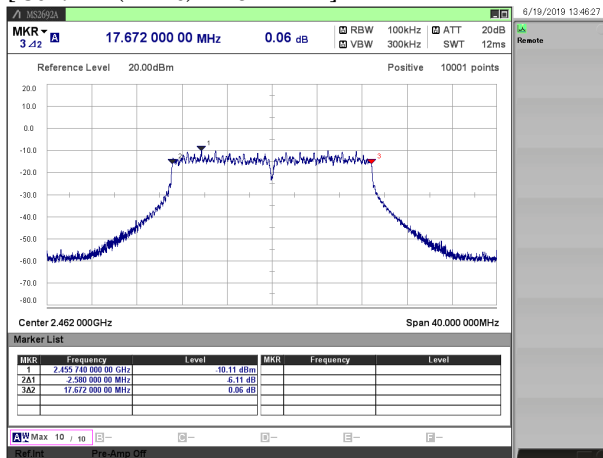 MS2692A
6/19/2019 13:46:27
MKR
3 Δ2
A
17.672 000 00 MHz
0.06 dB
M RBW 100kHz
M ATT 20dB
M VBW 300kHz
SWT 12ms
Remote
Reference Level 20.00dBm
Positive 10001 points
20.0
10.0
0.0
-10.0
-20.0
-30.0
-40.0
-50.0
-60.0
-70.0
-80.0
1
2
3
Center 2.462 000GHz
Span 40.000 000MHz
Marker List
MKR Frequency Level MKR Frequency Level
1 2.455 740 000 00 GHz -10.11 dBm
2Δ1 -2.580 000 00 MHz -6.11 dB
3Δ2 17.672 000 00 MHz 0.06 dB
A W Max 10 / 10 B- C- D- E- F-
Ref.Int Pre-Amp Off